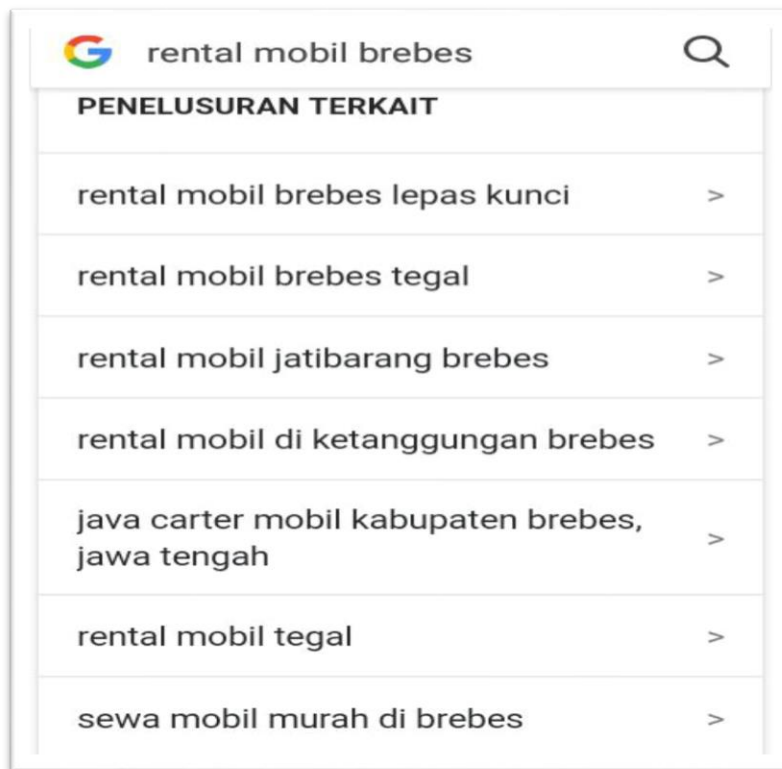 rental mobil brebes
PENELUSURAN TERKAIT
rental mobil brebes lepas kunci
rental mobil brebes tegal
rental mobil jatibarang brebes
rental mobil di ketanggungan brebes
java carter mobil kabupaten brebes,
jawa tengah
rental mobil tegal
sewa mobil murah di brebes